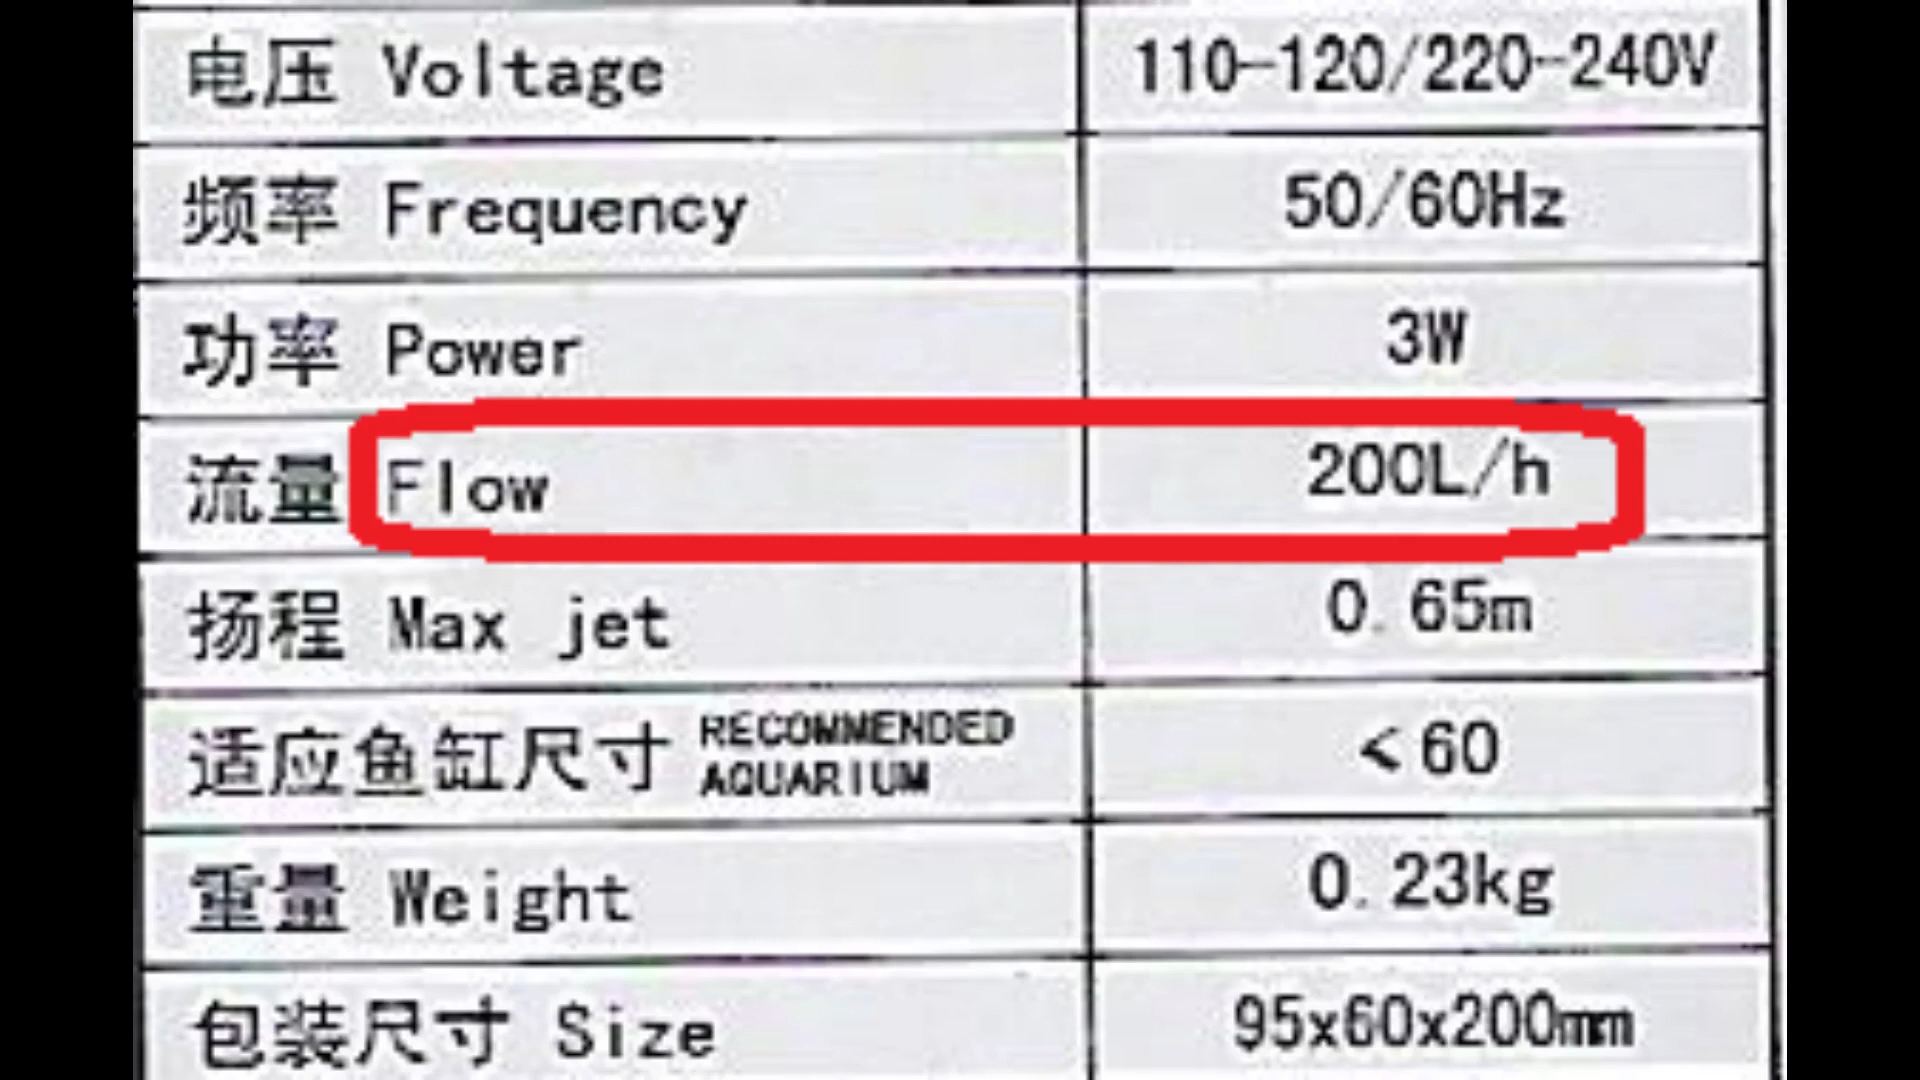 电压 Voltage 110-120/220-240V
频率 Frequency 50/60Hz
功率 Power 3W
流量 Flow 200L/h
扬程 Max jet 0.65m
适应鱼缸尺寸 RECOMMENDED AQUARIUM <60
重量 Weight 0.23kg
包装尺寸 Size 95x60x200mm